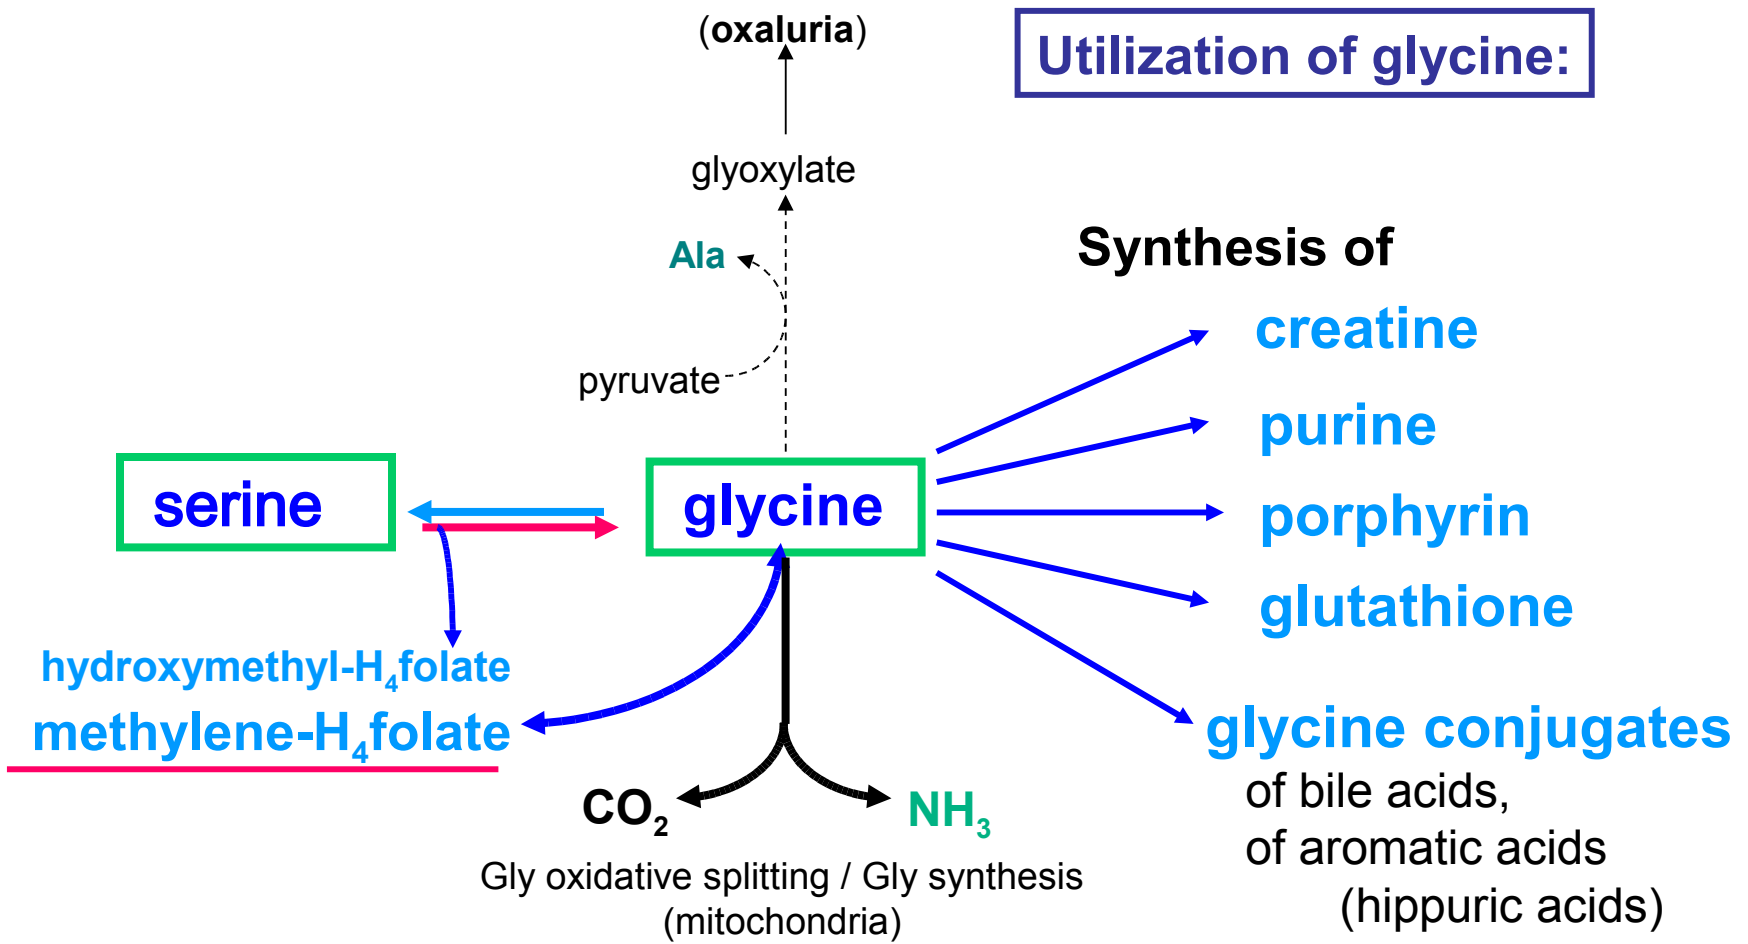 (oxaluria)
Utilization of glycine:
glyoxylate
Ala
Synthesis of
creatine
pyruvate
purine
serine
glycine
porphyrin
glutathione
hydroxymethyl-H₄folate
methylene-H₄folate
glycine conjugates
of bile acids,
of aromatic acids
(hippuric acids)
CO₂
NH₃
Gly oxidative splitting / Gly synthesis
(mitochondria)